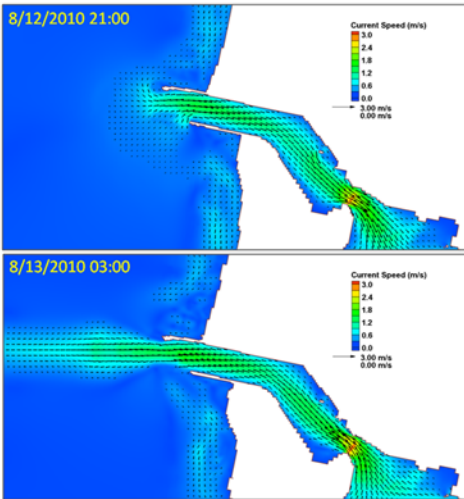 8/12/2010 21:00
Current Speed (m/s)
3.0
2.4
1.8
1.2
0.6
0.0
3.00 m/s
0.00 m/s
8/13/2010 03:00
Current Speed (m/s)
3.0
2.4
1.8
1.2
0.6
0.0
3.00 m/s
0.00 m/s